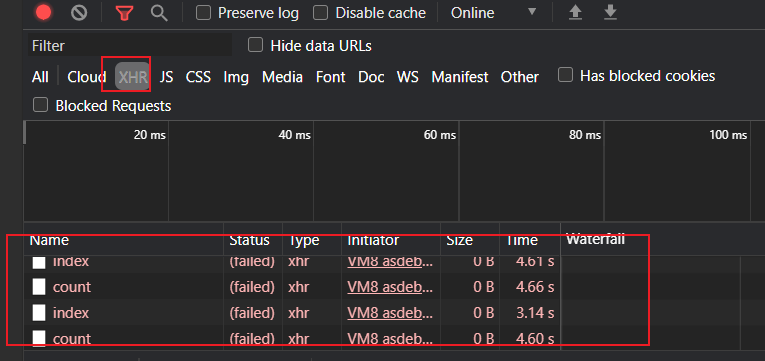 Preserve log Disable cache Online
Filter Hide data URLs
All Cloud XHR JS CSS Img Media Font Doc WS Manifest Other Has blocked cookies
Blocked Requests
20 ms 40 ms 60 ms 80 ms 100 ms
Name Status Type Initiator Size Time Waterfall
index (failed) xhr VM8 asdeb... 0 B 4.61 s
count (failed) xhr VM8 asdeb... 0 B 4.66 s
index (failed) xhr VM8 asdeb... 0 B 3.14 s
count (failed) xhr VM8 asdeb... 0 B 4.60 s